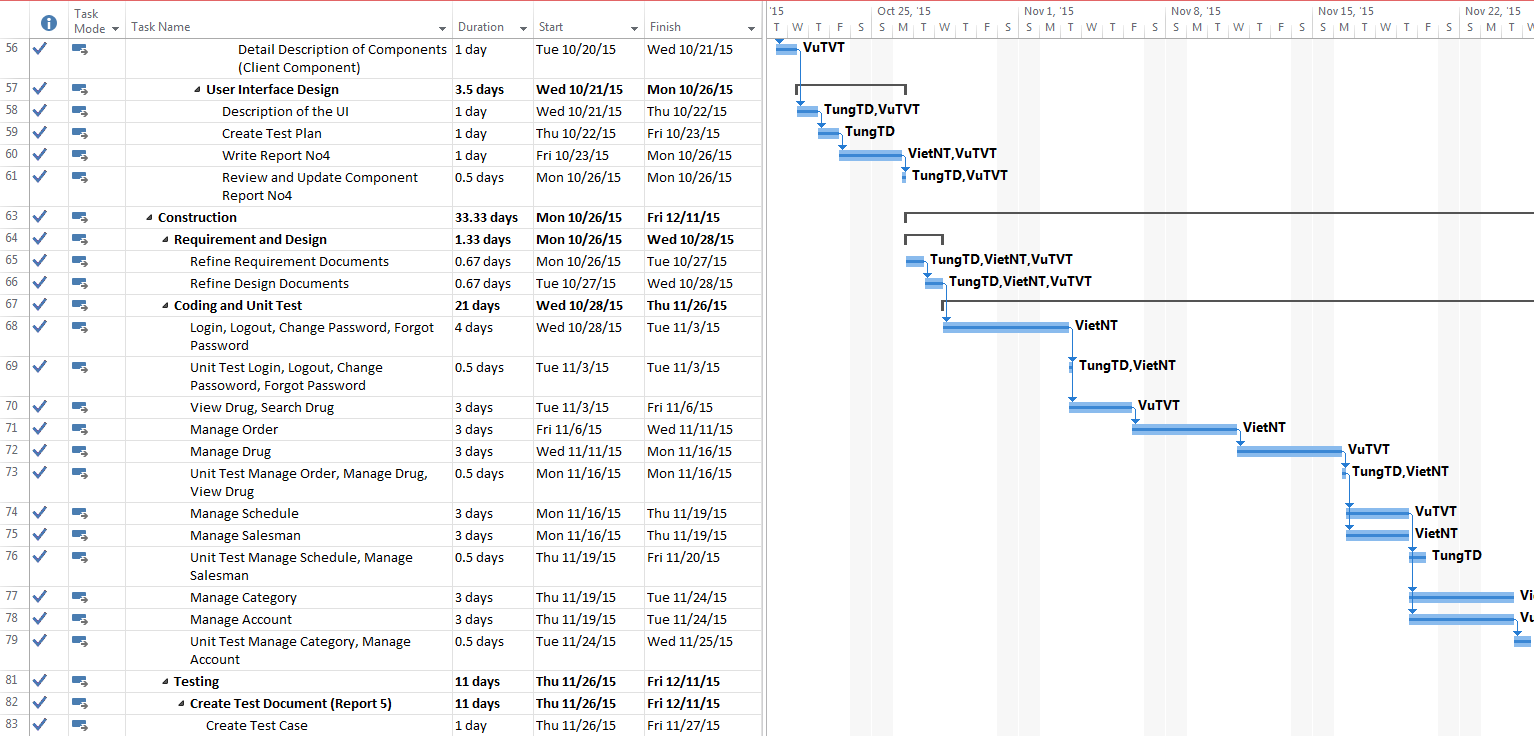 Task Mode Task Name Duration Start Finish
'15 Oct 25, '15 Nov 1, '15 Nov 8, '15 Nov 15, '15 Nov 22, '15
T W T F S S M T W T F S S M T W T F S S M T W T F S S M T W T F S S M T W
56 Detail Description of Components 1 day Tue 10/20/15 Wed 10/21/15 VuTVT
(Client Component)
57 User Interface Design 3.5 days Wed 10/21/15 Mon 10/26/15
58 Description of the UI 1 day Wed 10/21/15 Thu 10/22/15 TungTD,VuTVT
59 Create Test Plan 1 day Thu 10/22/15 Fri 10/23/15 TungTD
60 Write Report No4 1 day Fri 10/23/15 Mon 10/26/15 VietNT,VuTVT
61 Review and Update Component 0.5 days Mon 10/26/15 Mon 10/26/15 TungTD,VuTVT
Report No4
63 Construction 33.33 days Mon 10/26/15 Fri 12/11/15
64 Requirement and Design 1.33 days Mon 10/26/15 Wed 10/28/15
65 Refine Requirement Documents 0.67 days Mon 10/26/15 Tue 10/27/15 TungTD,VietNT,VuTVT
66 Refine Design Documents 0.67 days Tue 10/27/15 Wed 10/28/15 TungTD,VietNT,VuTVT
67 Coding and Unit Test 21 days Wed 10/28/15 Thu 11/26/15
68 Login, Logout, Change Password, Forgot 4 days Wed 10/28/15 Tue 11/3/15 VietNT
Password
69 Unit Test Login, Logout, Change 0.5 days Tue 11/3/15 Tue 11/3/15 TungTD,VietNT
Passoword, Forgot Password
70 View Drug, Search Drug 3 days Tue 11/3/15 Fri 11/6/15 VuTVT
71 Manage Order 3 days Fri 11/6/15 Wed 11/11/15 VietNT
72 Manage Drug 3 days Wed 11/11/15 Mon 11/16/15 VuTVT
73 Unit Test Manage Order, Manage Drug, 0.5 days Mon 11/16/15 Mon 11/16/15 TungTD,VietNT
View Drug
74 Manage Schedule 3 days Mon 11/16/15 Thu 11/19/15 VuTVT
75 Manage Salesman 3 days Mon 11/16/15 Thu 11/19/15 VietNT
76 Unit Test Manage Schedule, Manage 0.5 days Thu 11/19/15 Fri 11/20/15 TungTD
Salesman
77 Manage Category 3 days Thu 11/19/15 Tue 11/24/15 Vi
78 Manage Account 3 days Thu 11/19/15 Tue 11/24/15 Vu
79 Unit Test Manage Category, Manage 0.5 days Tue 11/24/15 Wed 11/25/15
Account
81 Testing 11 days Thu 11/26/15 Fri 12/11/15
82 Create Test Document (Report 5) 11 days Thu 11/26/15 Fri 12/11/15
83 Create Test Case 1 day Thu 11/26/15 Fri 11/27/15